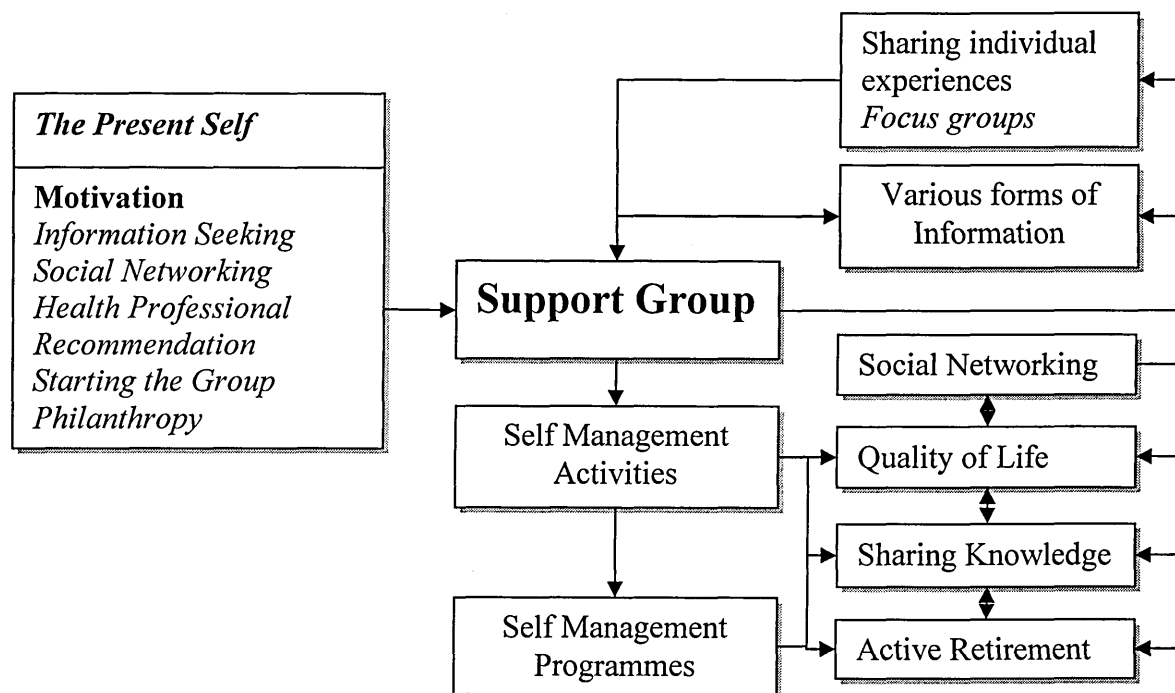 The Present Self
Motivation
Information Seeking
Social Networking
Health Professional
Recommendation
Starting the Group
Philanthropy
Sharing individual
experiences
Focus groups
Various forms of
Information
Support Group
Social Networking
Self Management
Activities
Quality of Life
Sharing Knowledge
Self Management
Programmes
Active Retirement